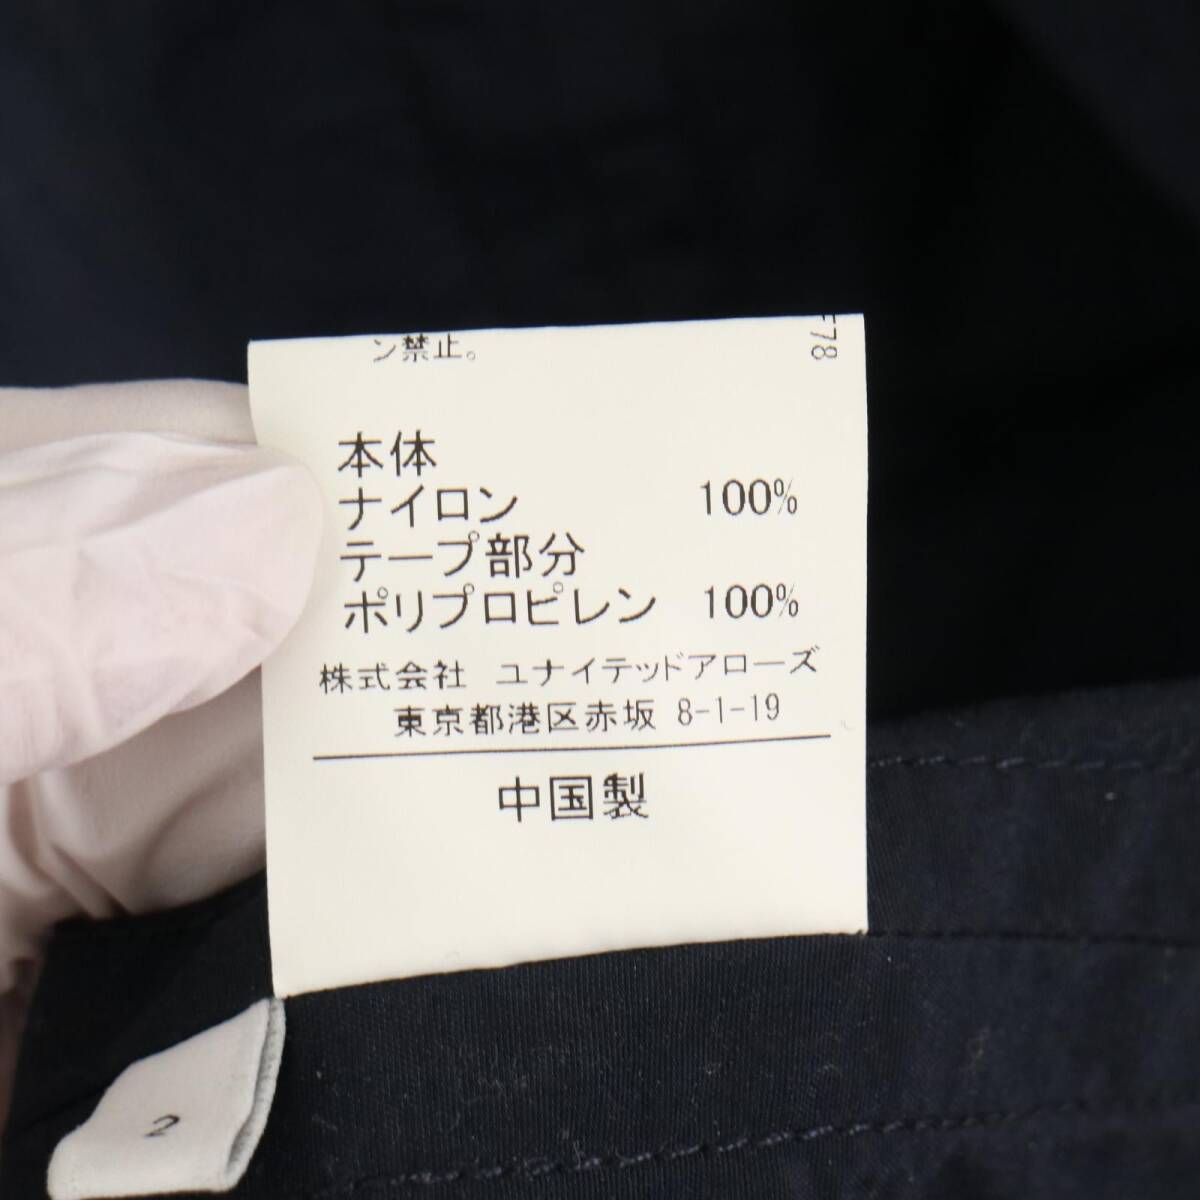 ン禁止。
78
本体
ナイロン 100%
テープ部分
ポリプロピレン 100%
株式会社 ユナイテッドアローズ
東京都港区赤坂 8-1-19
中国製
2